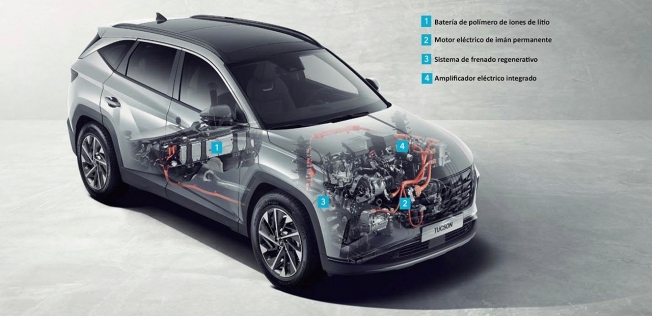 1 Batería de polímero de iones de litio
2 Motor eléctrico de imán permanente
3 Sistema de frenado regenerativo
4 Amplificador eléctrico integrado
1
4
3
2
TUCSON